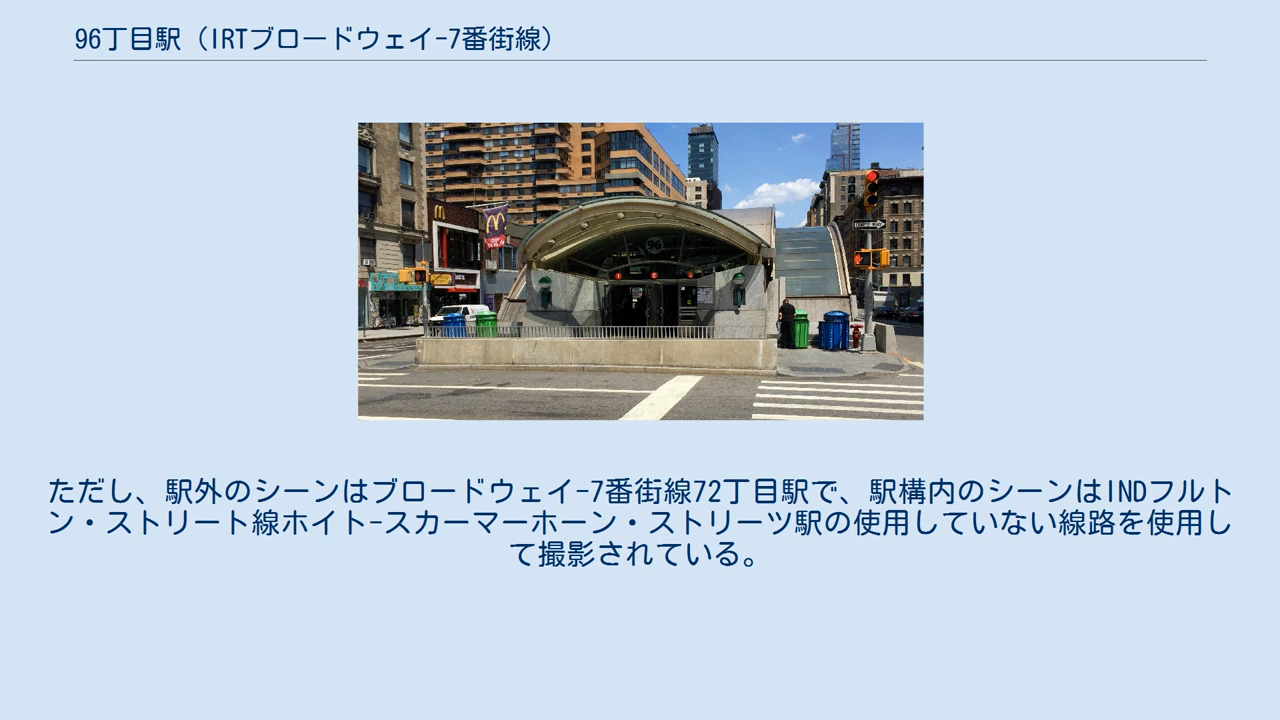 96丁目駅（IRTブロードウェイ-7番街線）
96
ただし、駅外のシーンはブロードウェイ-7番街線72丁目駅で、駅構内のシーンはINDフルト
ン・ストリート線ホイト-スカーマーホーン・ストリーツ駅の使用していない線路を使用し
て撮影されている。